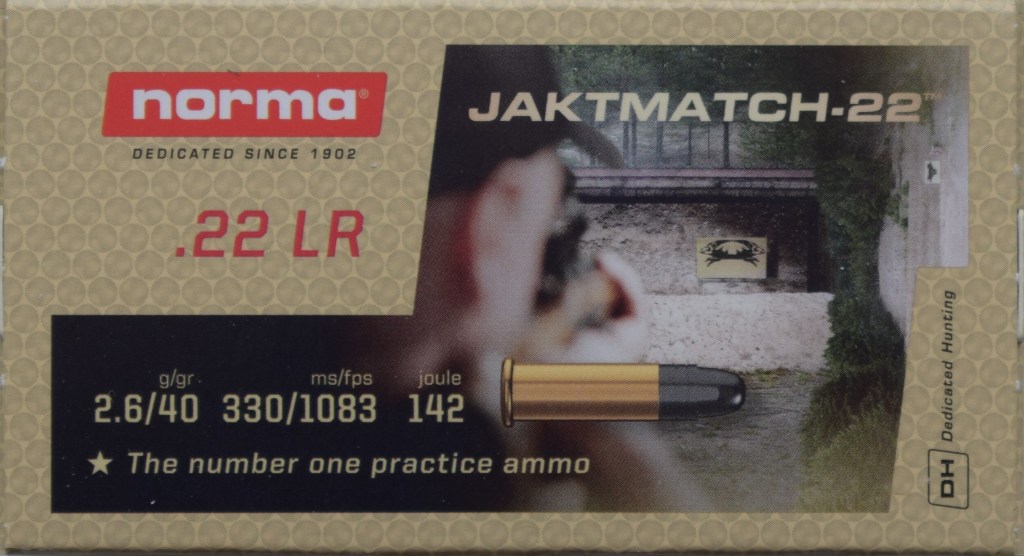 norma®
DEDICATED SINCE 1902
.22 LR
JAKTMATCH-22™
g/gr ms/fps joule
2.6/40 330/1083 142
★ The number one practice ammo
DH Dedicated Hunting